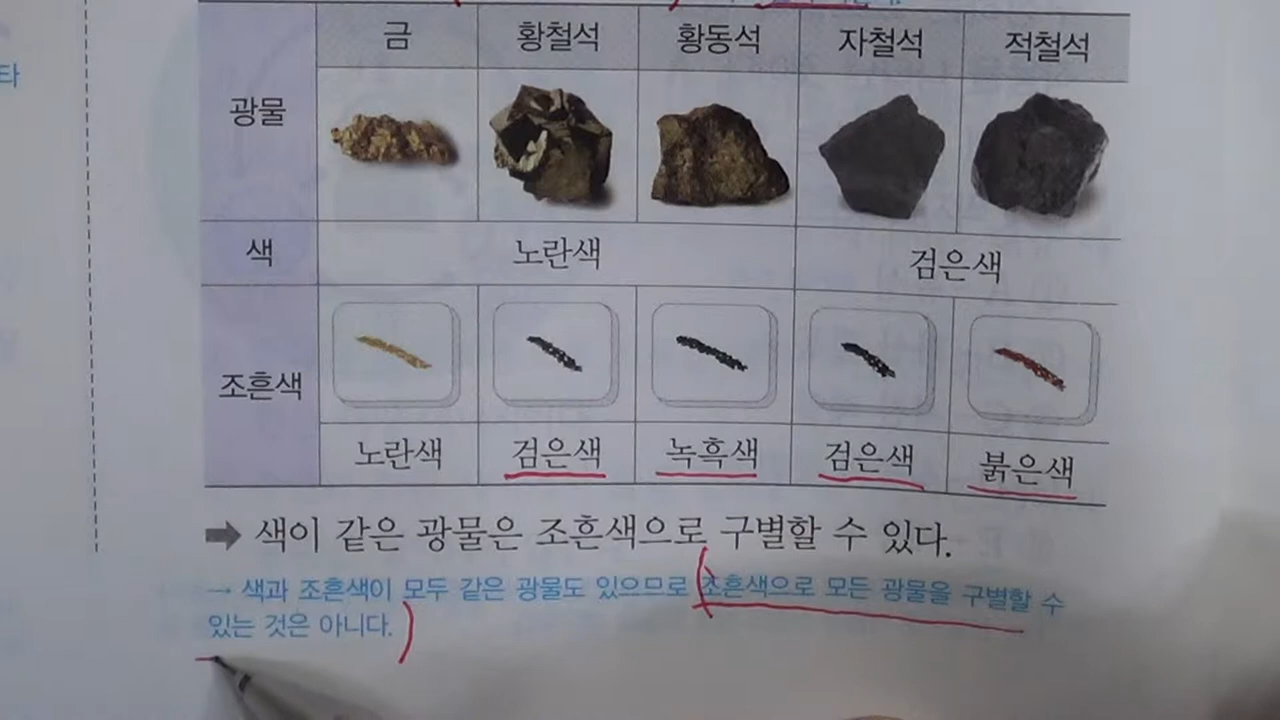 금 황철석 황동석 자철석 적철석
광물
색 노란색 검은색
조흔색
노란색 검은색 녹흑색 검은색 붉은색
➡ 색이 같은 광물은 조흔색으로 구별할 수 있다.
→ 색과 조흔색이 모두 같은 광물도 있으므로 조흔색으로 모든 광물을 구별할 수
있는 것은 아니다.
타